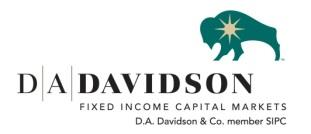 D|A|DAVIDSON
FIXED INCOME CAPITAL MARKETS
D.A. Davidson & Co. member SIPC